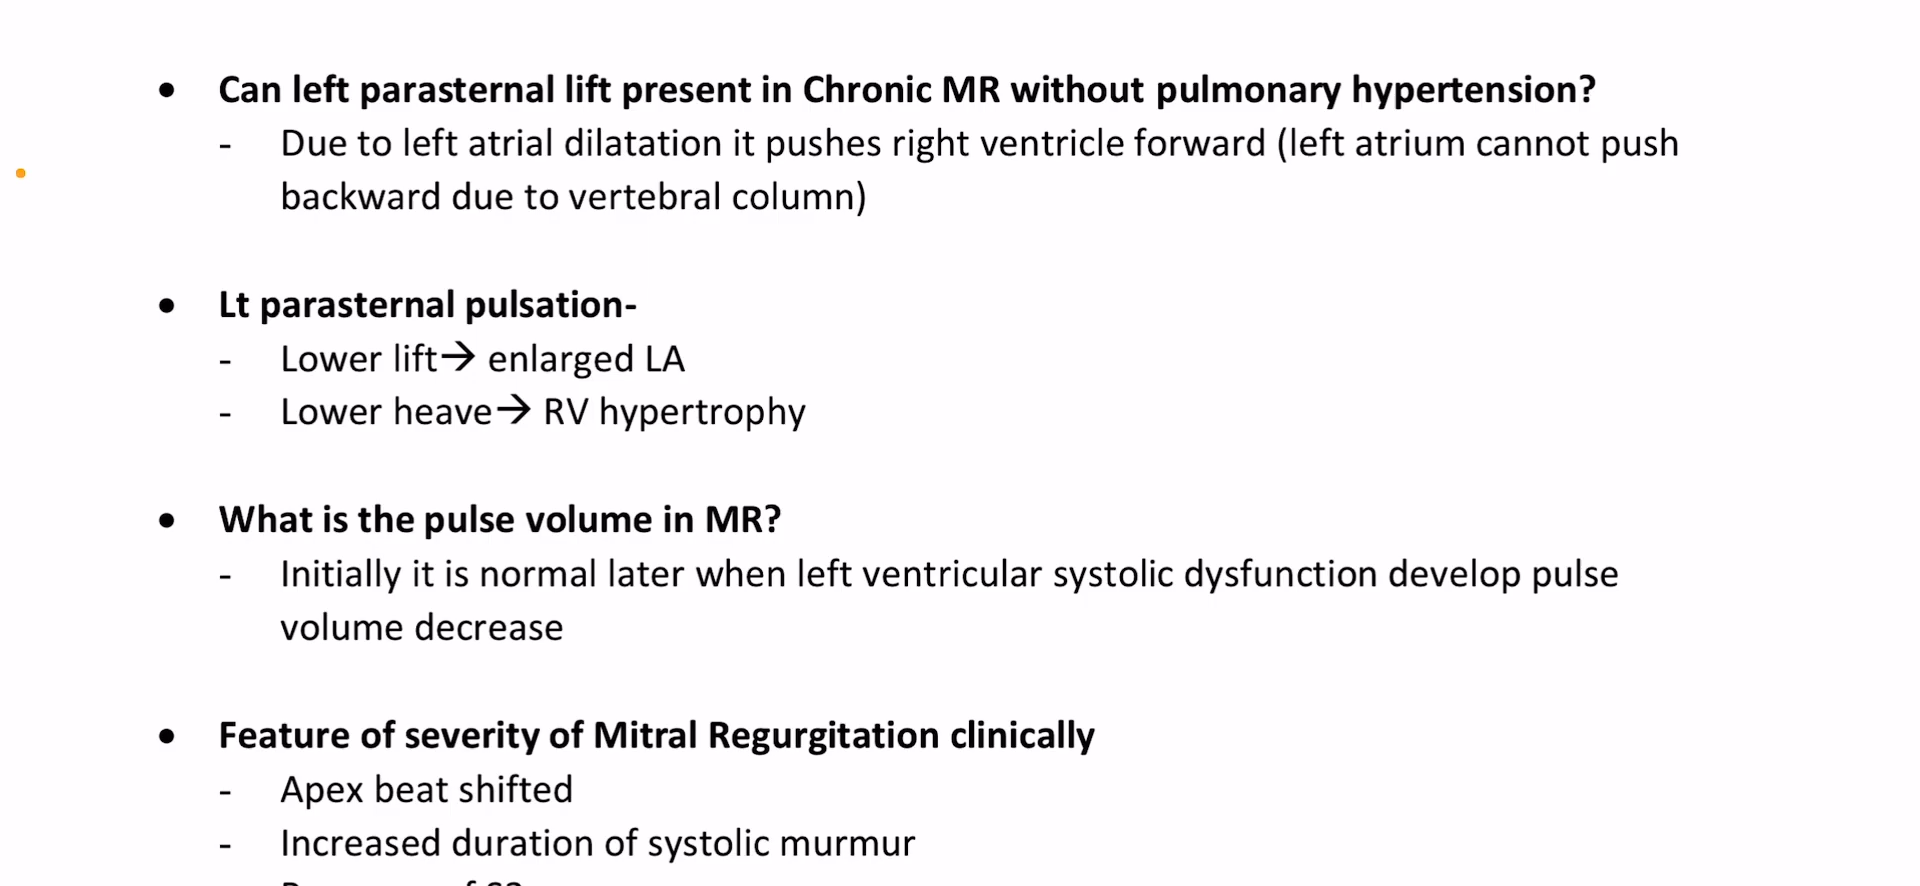 • Can left parasternal lift present in Chronic MR without pulmonary hypertension?
- Due to left atrial dilatation it pushes right ventricle forward (left atrium cannot push
backward due to vertebral column)
• Lt parasternal pulsation-
- Lower lift→ enlarged LA
- Lower heave→ RV hypertrophy
• What is the pulse volume in MR?
- Initially it is normal later when left ventricular systolic dysfunction develop pulse
volume decrease
• Feature of severity of Mitral Regurgitation clinically
- Apex beat shifted
- Increased duration of systolic murmur